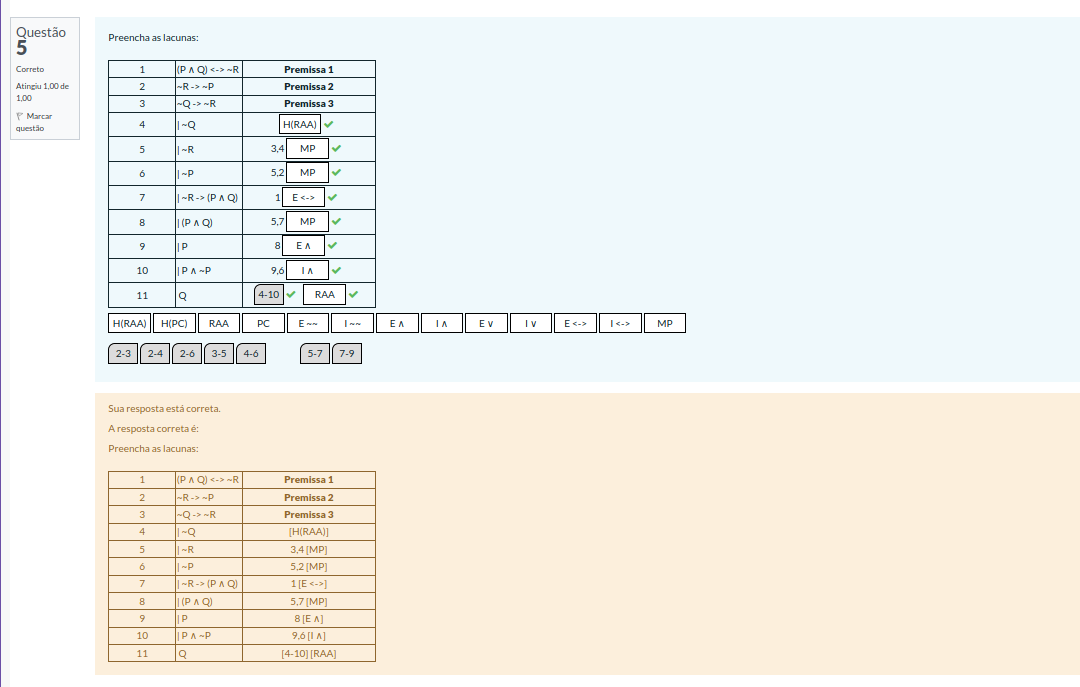 Questão
5
Correto
Atingiu 1,00 de
1,00
Marcar
questão
Preencha as lacunas:
1 (P ∧ Q) <-> ~R Premissa 1
2 ~R -> ~P Premissa 2
3 ~Q -> ~R Premissa 3
4 | ~Q H(RAA)
5 | ~R 3,4 MP
6 | ~P 5,2 MP
7 | ~R -> (P ∧ Q) 1 E <->
8 | (P ∧ Q) 5,7 MP
9 | P 8 E ∧
10 | P ∧ ~P 9,6 I ∧
11 Q 4-10 RAA
H(RAA) H(PC) RAA PC E ~~ I ~~ E ∧ I ∧ E ∨ I ∨ E <-> I <-> MP
2-3 2-4 2-6 3-5 4-6 5-7 7-9
Sua resposta está correta.
A resposta correta é:
Preencha as lacunas:
1 (P ∧ Q) <-> ~R Premissa 1
2 ~R -> ~P Premissa 2
3 ~Q -> ~R Premissa 3
4 | ~Q [H(RAA)]
5 | ~R 3,4 [MP]
6 | ~P 5,2 [MP]
7 | ~R -> (P ∧ Q) 1 [E <->]
8 | (P ∧ Q) 5,7 [MP]
9 | P 8 [E ∧]
10 | P ∧ ~P 9,6 [I ∧]
11 Q [4-10] [RAA]